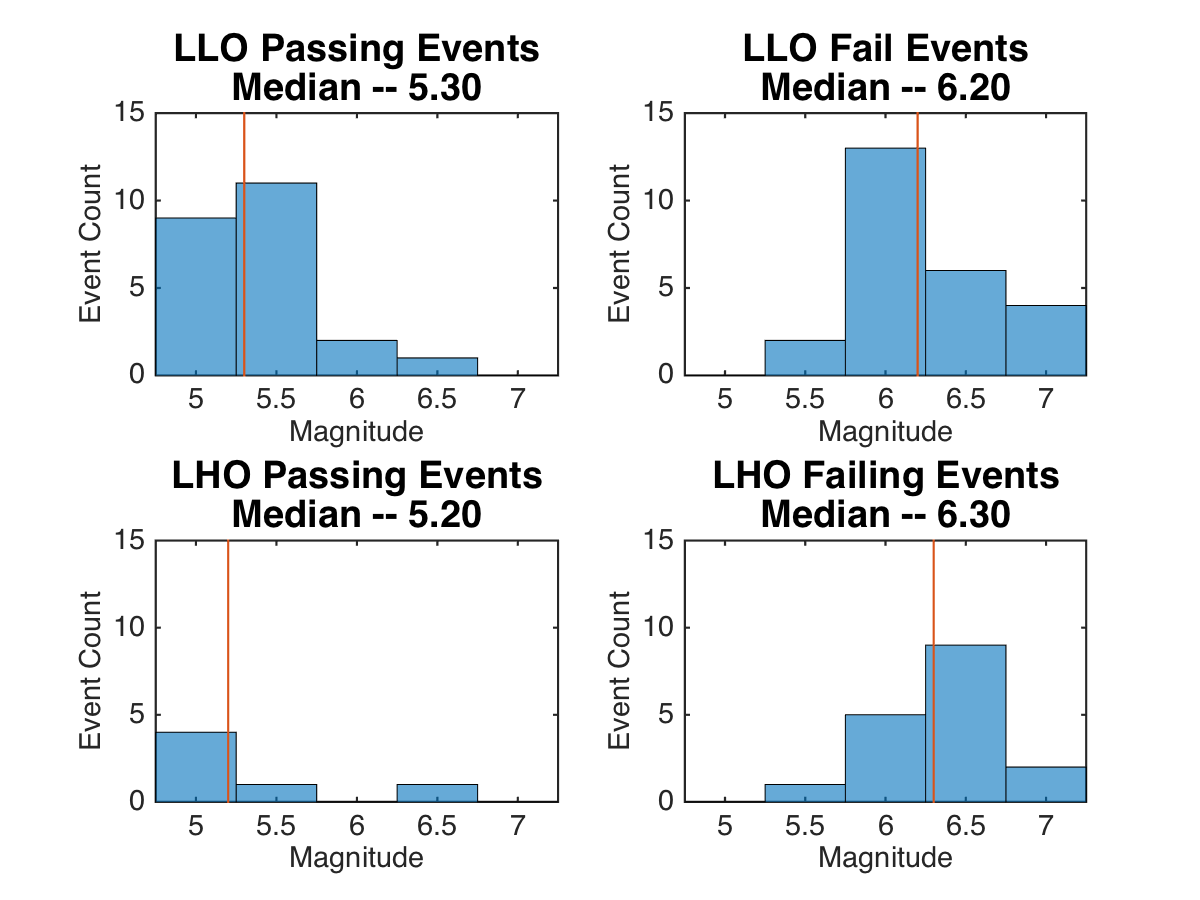 LLO Passing Events
Median -- 5.30
15
10
5
0
Event Count
5 5.5 6 6.5 7
Magnitude
LLO Fail Events
Median -- 6.20
15
10
5
0
Event Count
5 5.5 6 6.5 7
Magnitude
LHO Passing Events
Median -- 5.20
15
10
5
0
Event Count
5 5.5 6 6.5 7
Magnitude
LHO Failing Events
Median -- 6.30
15
10
5
0
Event Count
5 5.5 6 6.5 7
Magnitude